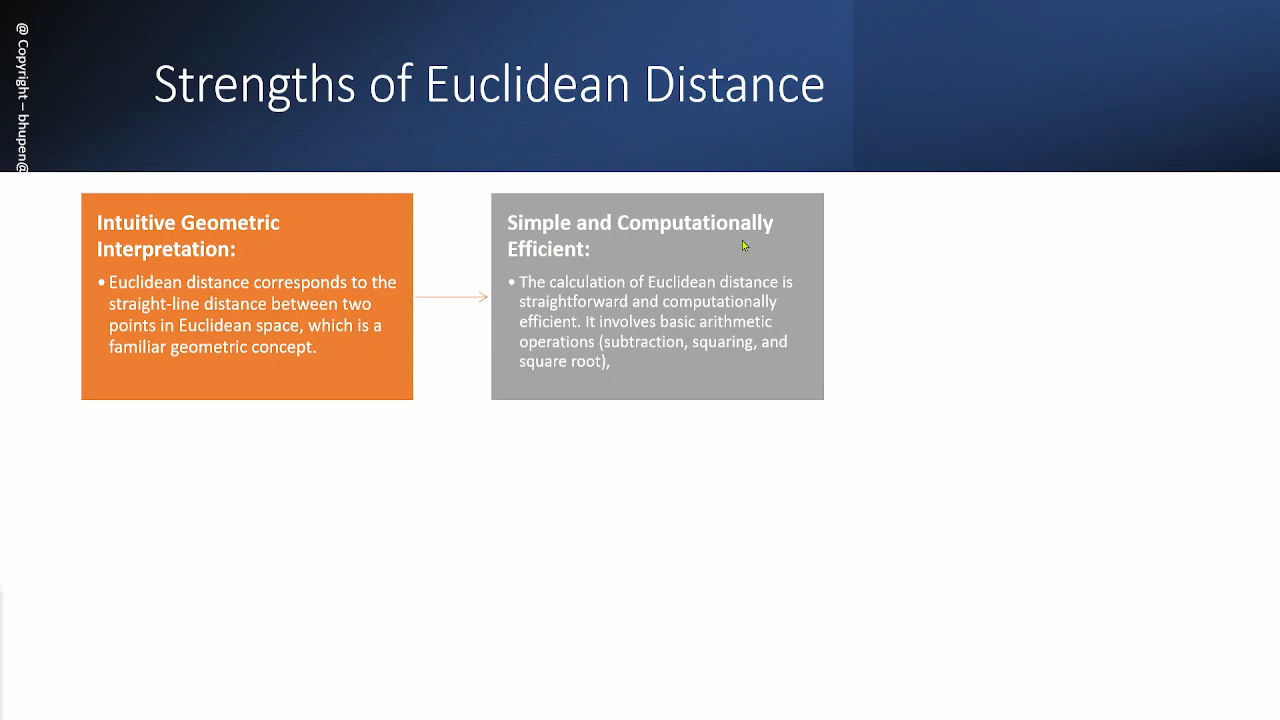 @ Copyright – bhupen@
Strengths of Euclidean Distance
Intuitive Geometric
Interpretation:
• Euclidean distance corresponds to the
straight-line distance between two
points in Euclidean space, which is a
familiar geometric concept.
Simple and Computationally
Efficient:
• The calculation of Euclidean distance is
straightforward and computationally
efficient. It involves basic arithmetic
operations (subtraction, squaring, and
square root),